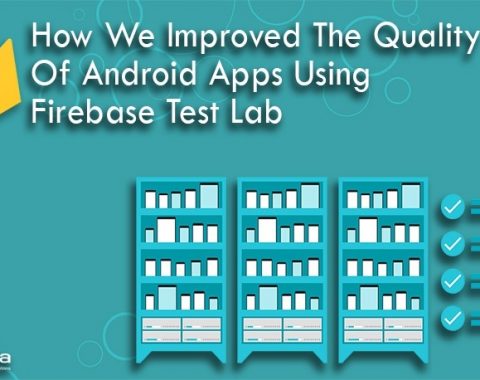 How We Improved The Quality
Of Android Apps Using
Firebase Test Lab